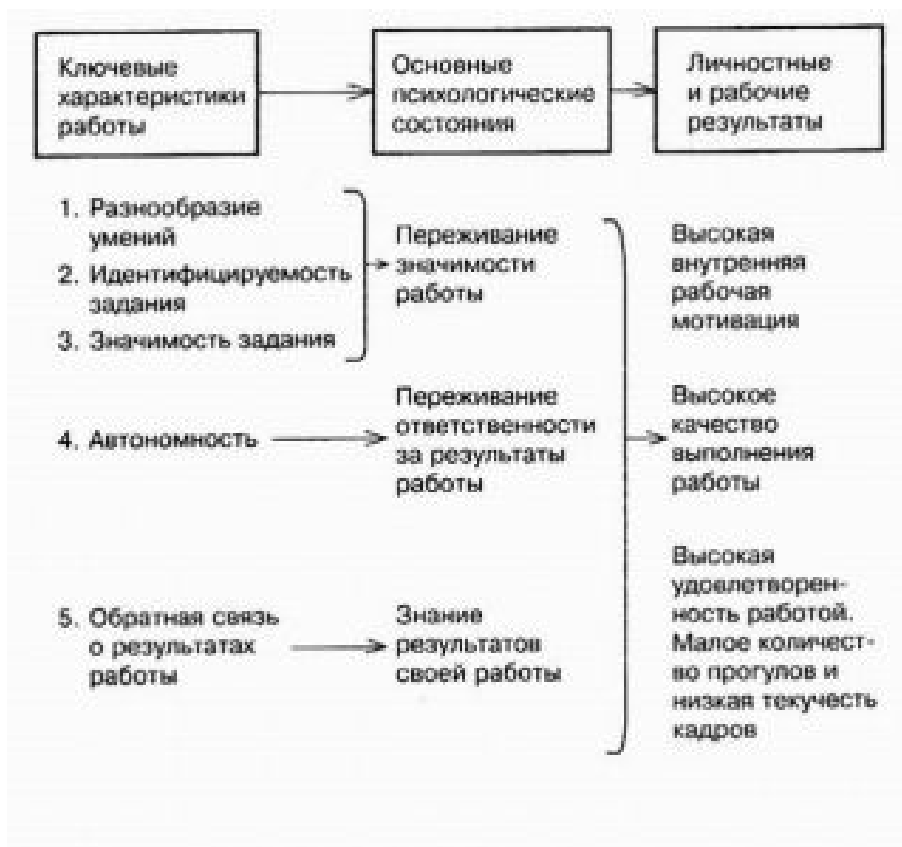 Ключевые
характеристики
работы
Основные
психологические
состояния
Личностные
и рабочие
результаты
1. Разнообразие
умений
2. Идентифицируемость
задания
3. Значимость задания
Переживание
значимости
работы
4. Автономность
Переживание
ответственности
за результаты
работы
5. Обратная связь
о результатах
работы
Знание
результатов
своей работы
Высокая
внутренняя
рабочая
мотивация
Высокое
качество
выполнения
работы
Высокая
удовлетворен-
ность работой.
Малое количест-
во прогулов и
низкая текучесть
кадров